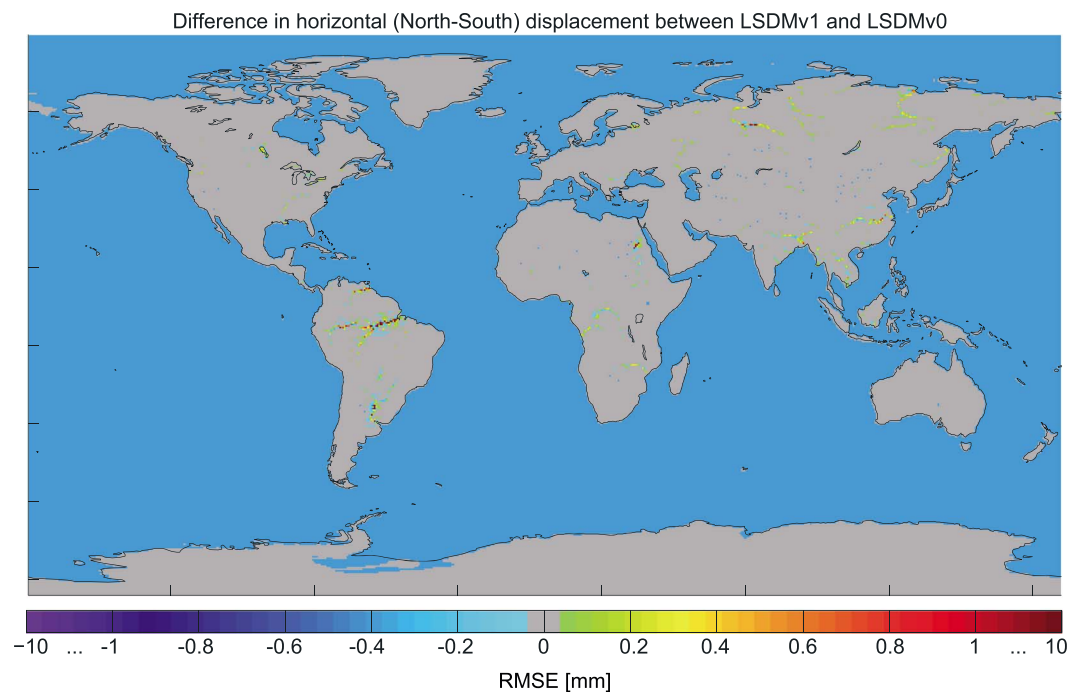 Difference in horizontal (North-South) displacement between LSDMv1 and LSDMv0
−10 ... -1 -0.8 -0.6 -0.4 -0.2 0 0.2 0.4 0.6 0.8 1 ... 10
RMSE [mm]